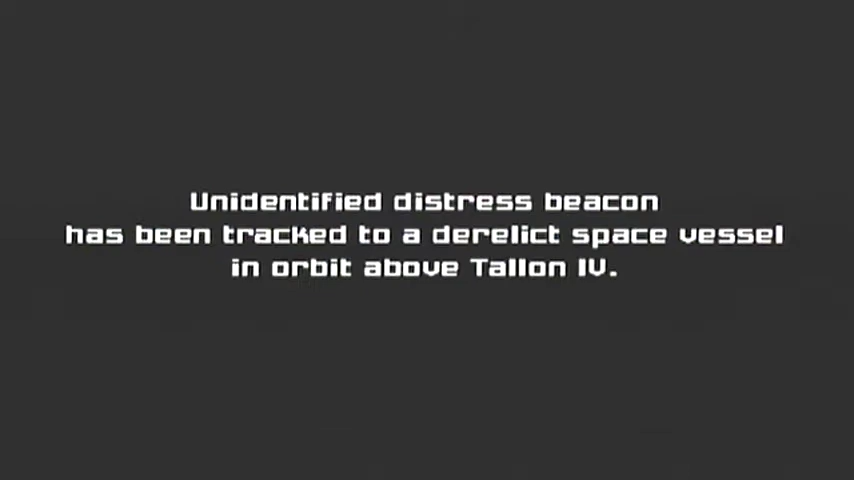 Unidentified distress beacon
has been tracked to a derelict space vessel
in orbit above Tallon IV.